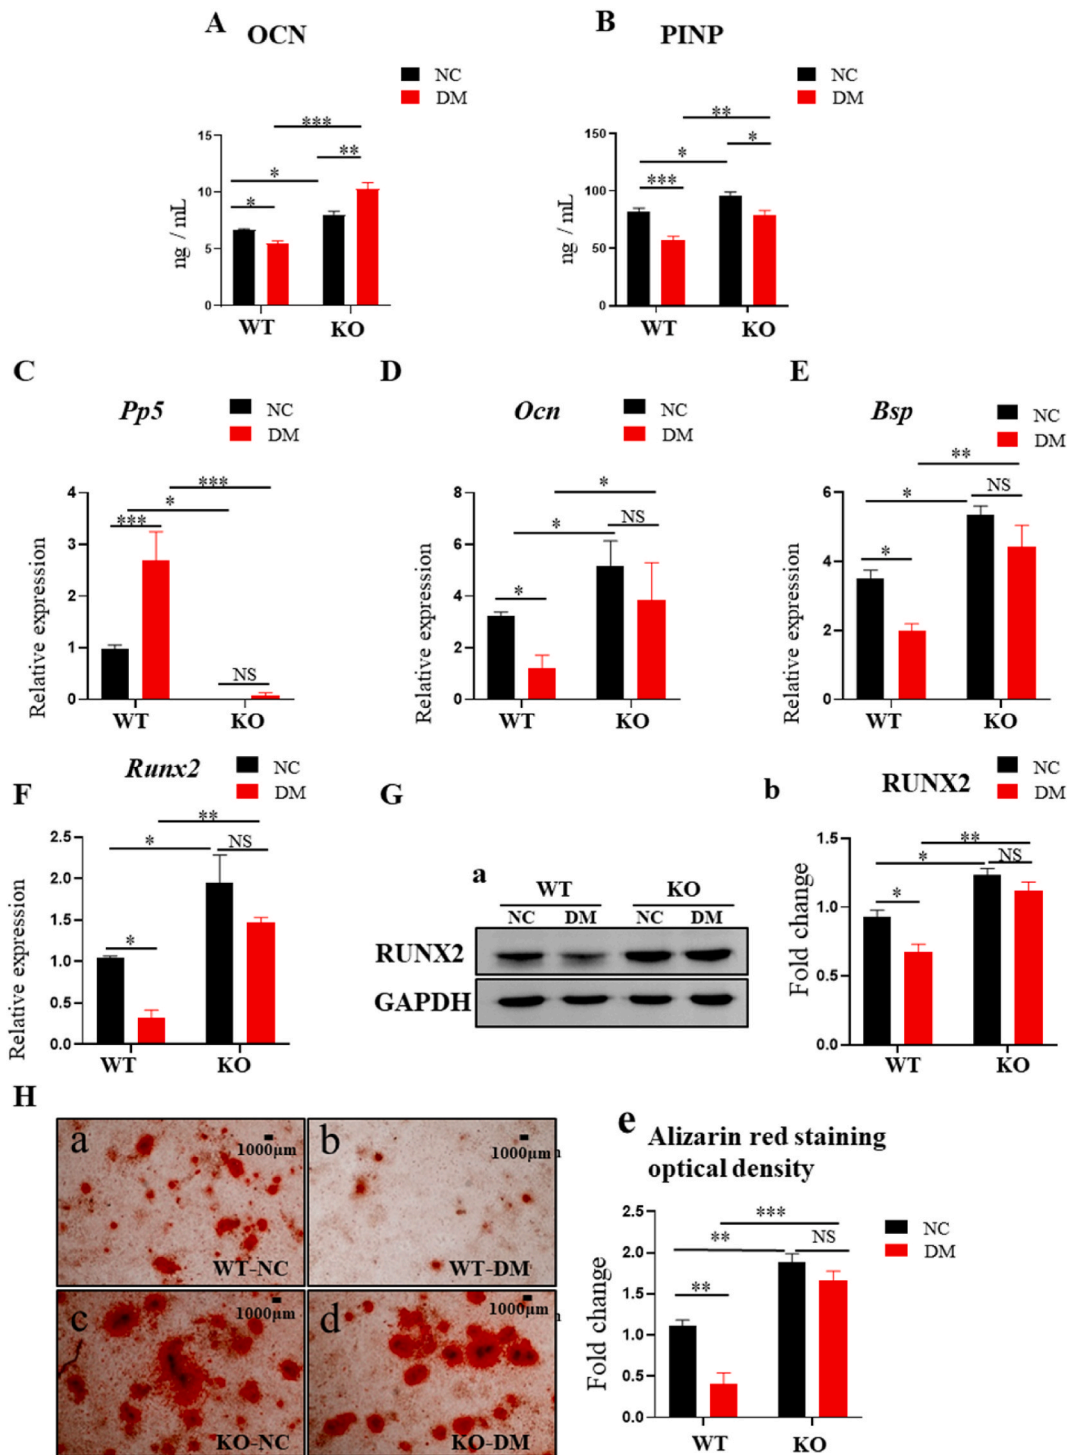 A
OCN
NC
DM
***
**
*
*
15
10
5
0
ng / mL
WT
KO
B
PINP
NC
DM
**
*
*
***
150
100
50
0
ng / mL
WT
KO
C
Pp5
NC
DM
***
*
***
NS
4
3
2
1
0
Relative expression
WT
KO
D
Ocn
NC
DM
*
*
NS
*
8
6
4
2
0
Relative expression
WT
KO
E
Bsp
NC
DM
**
*
NS
*
6
4
2
0
Relative expression
WT
KO
F
Runx2
NC
DM
**
*
NS
*
2.5
2.0
1.5
1.0
0.5
0.0
Relative expression
WT
KO
G
a
WT
KO
NC
DM
NC
DM
RUNX2
GAPDH
b
RUNX2
NC
DM
**
*
NS
*
1.5
1.0
0.5
0.0
Fold change
WT
KO
H
a
1000μm
WT-NC
b
1000μm
WT-DM
c
1000μm
KO-NC
d
1000μm
KO-DM
e
Alizarin red staining
optical density
NC
DM
***
**
NS
**
2.5
2.0
1.5
1.0
0.5
0.0
Fold change
WT
KO